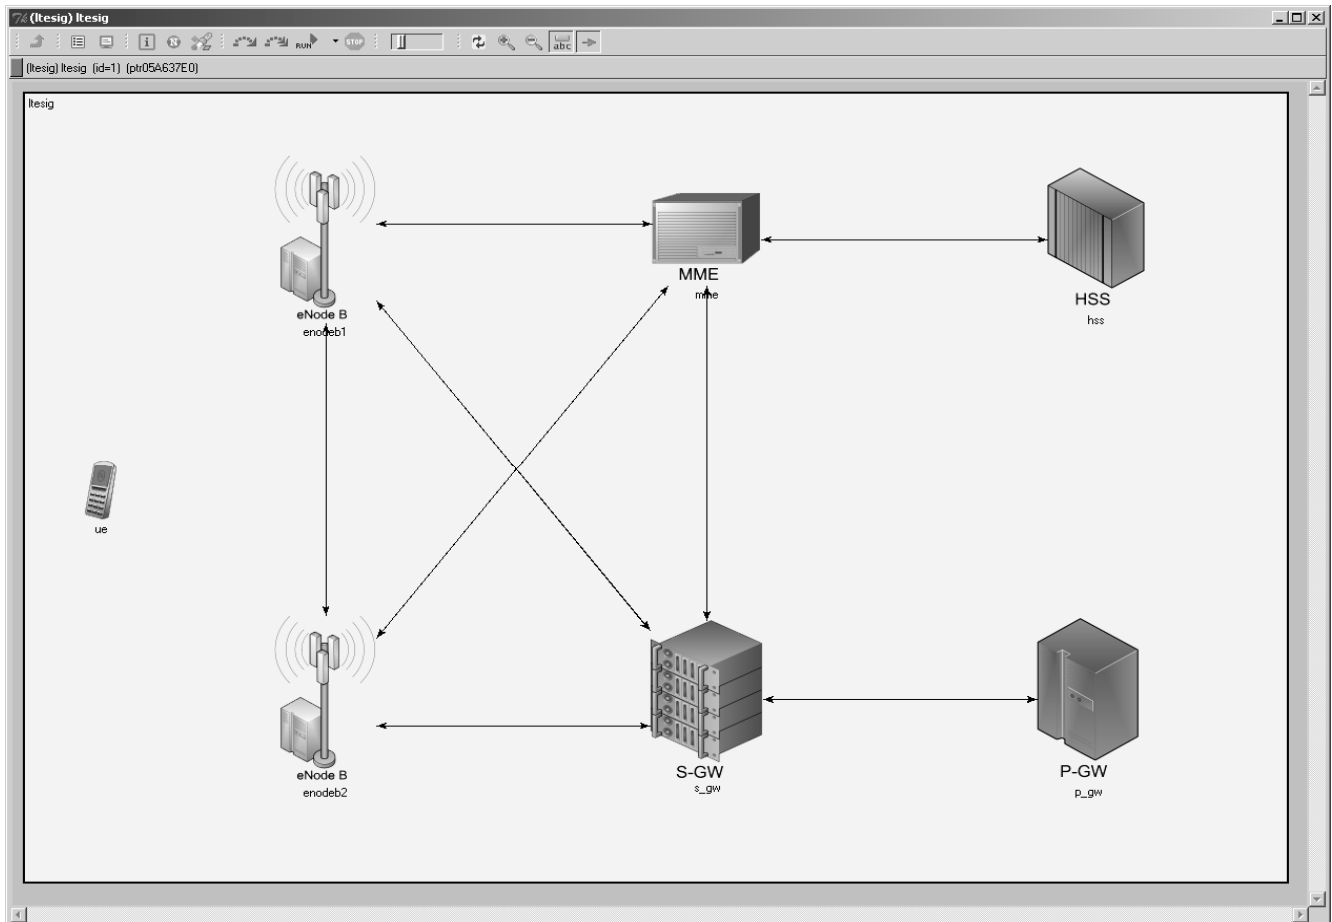 (ltesig) ltesig
RUN
STOP
abc
(ltesig) ltesig (id=1) (ptr05A637E0)
ltesig
eNode B
enodeb1
MME
mme
HSS
hss
ue
eNode B
enodeb2
S-GW
s_gw
P-GW
p_gw